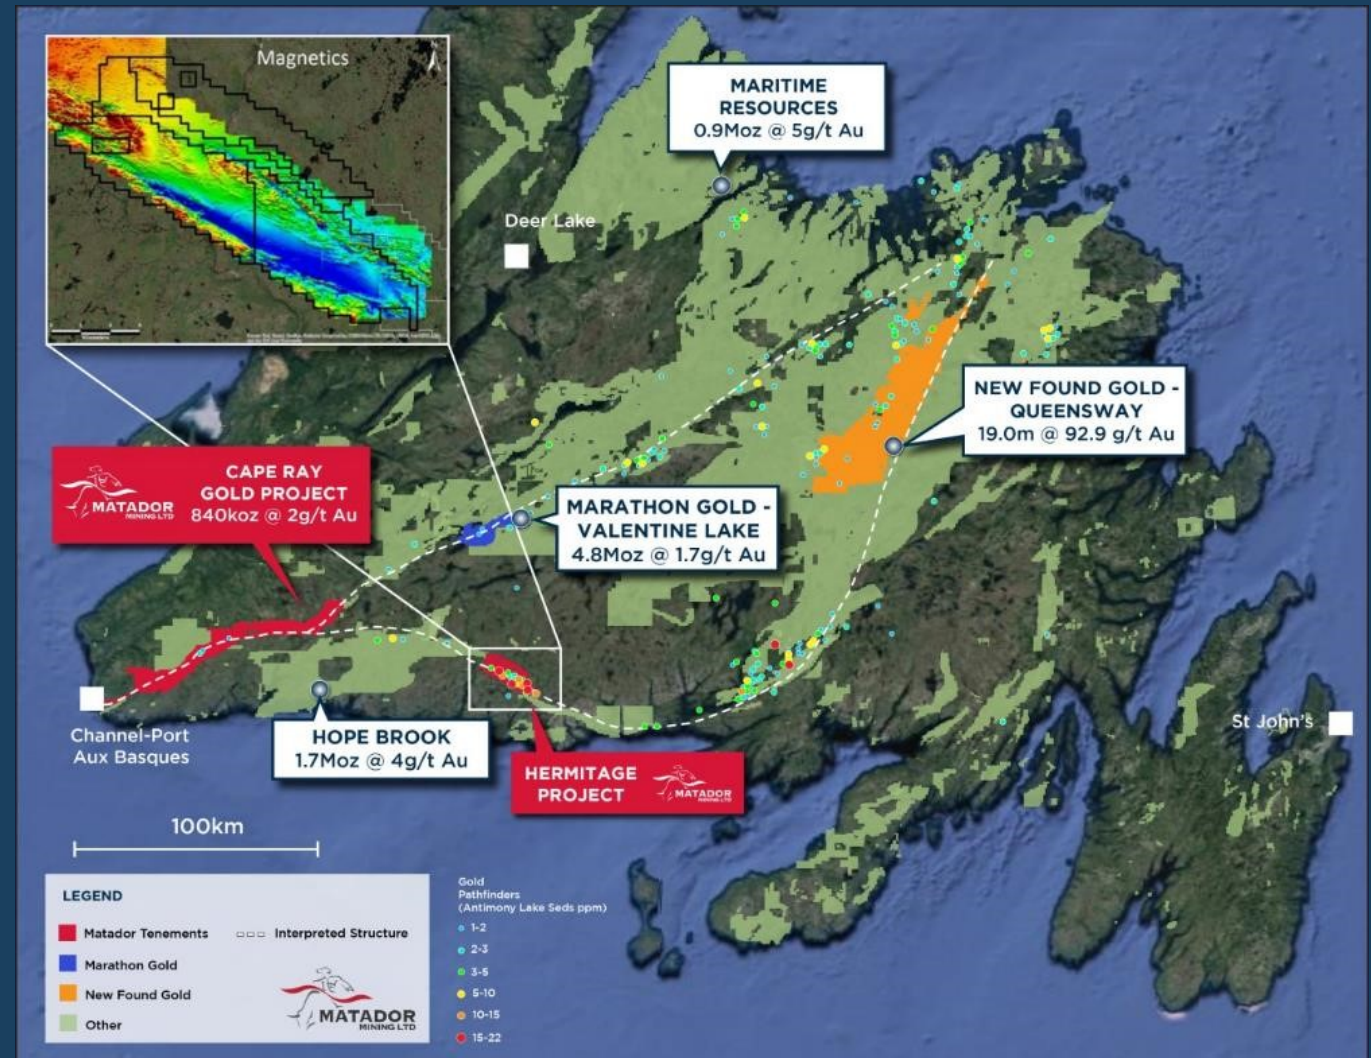 Magnetics
MARITIME
RESOURCES
0.9Moz @ 5g/t Au
Deer Lake
NEW FOUND GOLD -
QUEENSWAY
19.0m @ 92.9 g/t Au
MATADOR
MINING LTD
CAPE RAY
GOLD PROJECT
840koz @ 2g/t Au
MARATHON GOLD -
VALENTINE LAKE
4.8Moz @ 1.7g/t Au
Channel-Port
Aux Basques
HOPE BROOK
1.7Moz @ 4g/t Au
HERMITAGE
PROJECT
MATADOR
MINING LTD
St John's
100km
LEGEND
Matador Tenements
Interpreted Structure
Marathon Gold
New Found Gold
Other
MATADOR
MINING LTD
Gold
Pathfinders
(Antimony Lake Seds ppm)
1-2
2-3
3-5
5-10
10-15
15-22